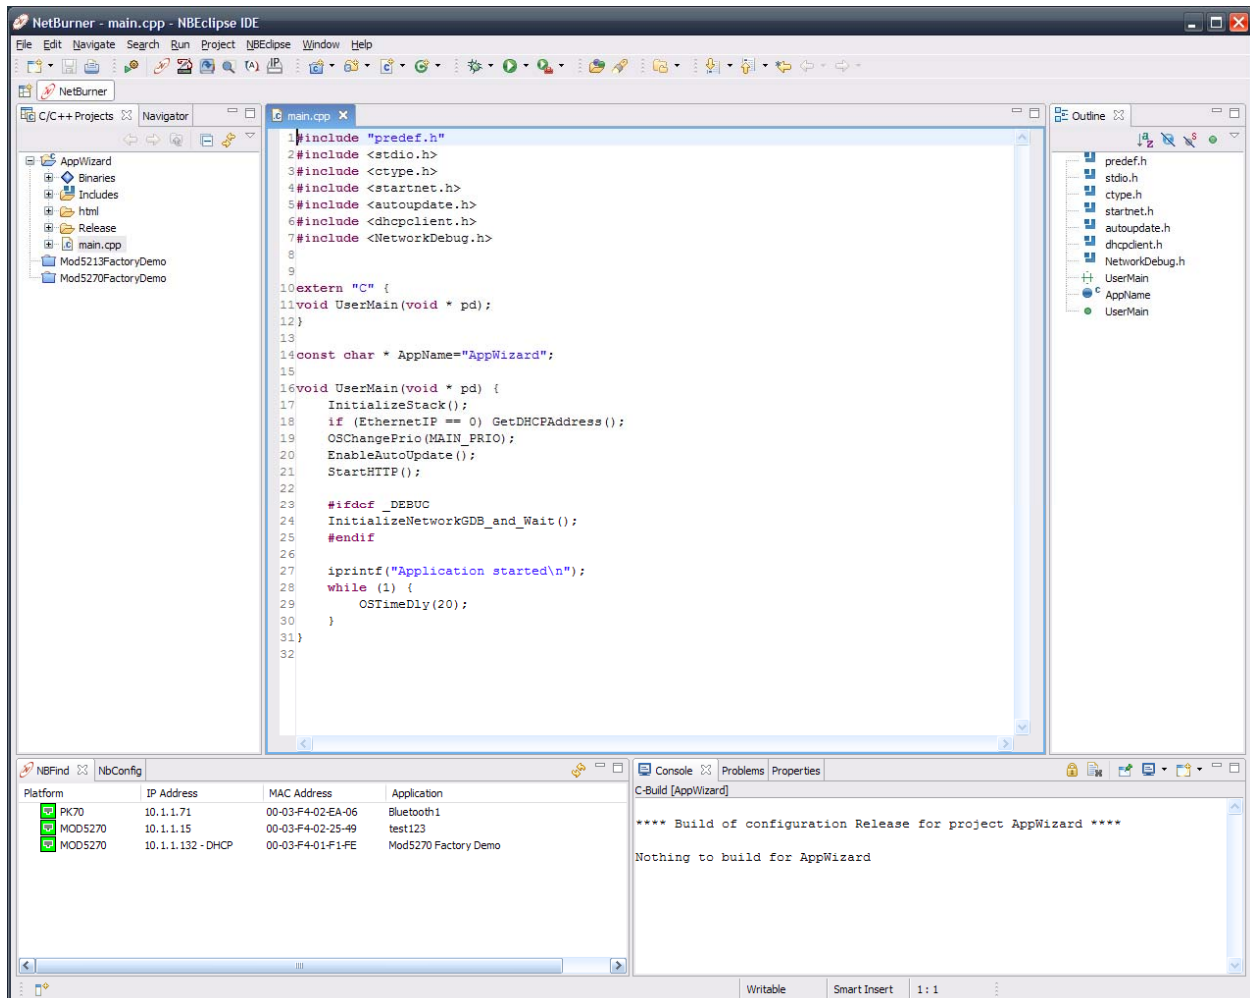 NetBurner - main.cpp - NBEclipse IDE
File Edit Navigate Search Run Project NBEclipse Window Help
NetBurner
C/C++ Projects Navigator
AppWizard
Binaries
Includes
html
Release
main.cpp
Mod5213FactoryDemo
Mod5270FactoryDemo
main.cpp
1#include "predef.h"
2#include <stdio.h>
3#include <ctype.h>
4#include <startnet.h>
5#include <autoupdate.h>
6#include <dhcpclient.h>
7#include <NetworkDebug.h>
8
9
10extern "C" {
11void UserMain(void * pd);
12}
13
14const char * AppName="AppWizard";
15
16void UserMain(void * pd) {
17    InitializeStack();
18    if (EthernetIP == 0) GetDHCPAddress();
19    OSChangePrio(MAIN_PRIO);
20    EnableAutoUpdate();
21    StartHTTP();
22
23    #ifdef _DEBUG
24    InitializeNetworkGDB_and_Wait();
25    #endif
26
27    iprintf("Application started\n");
28    while (1) {
29        OSTimeDly(20);
30    }
31}
32
Outline
predef.h
stdio.h
ctype.h
startnet.h
autoupdate.h
dhcpclient.h
NetworkDebug.h
UserMain
AppName
UserMain
NBFind NbConfig
Platform IP Address MAC Address Application
PK70 10.1.1.71 00-03-F4-02-EA-06 Bluetooth1
MOD5270 10.1.1.15 00-03-F4-02-25-49 test123
MOD5270 10.1.1.132 - DHCP 00-03-F4-01-F1-FE Mod5270 Factory Demo
Console Problems Properties
C-Build [AppWizard]
**** Build of configuration Release for project AppWizard ****
Nothing to build for AppWizard
Writable Smart Insert 1 : 1